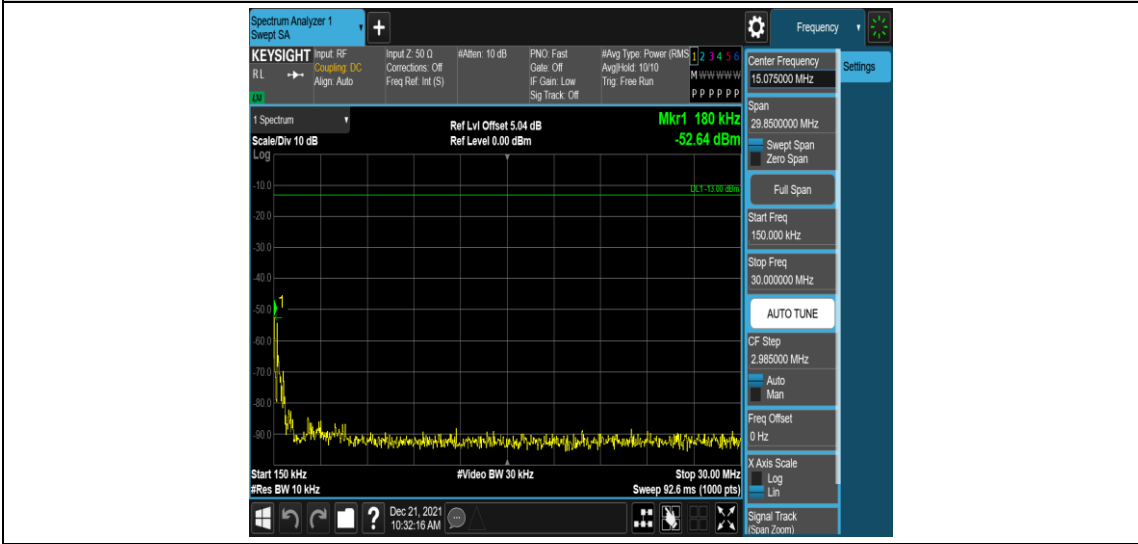 Spectrum Analyzer 1
Swept SA
+
Frequency
KEYSIGHT
RL
Input: RF
Coupling: DC
Align: Auto
Input Z: 50 Ω
Corrections: Off
Freq Ref: Int (S)
#Atten: 10 dB
PNO: Fast
Gate: Off
IF Gain: Low
Sig Track: Off
#Avg Type: Power (RMS
Avg|Hold: 10/10
Trig: Free Run
1 2 3 4 5 6
M W W W W W
P P P P P P
1 Spectrum
Scale/Div 10 dB
Log
Ref Lvl Offset 5.04 dB
Ref Level 0.00 dBm
Mkr1 180 kHz
-52.64 dBm
DL1 -13.00 dBm
-10.0
-20.0
-30.0
-40.0
-50.0
-60.0
-70.0
-80.0
-90.0
1
Start 150 kHz
#Res BW 10 kHz
#Video BW 30 kHz
Stop 30.00 MHz
Sweep 92.6 ms (1000 pts)
?
Dec 21, 2021
10:32:16 AM
Center Frequency
15.075000 MHz
Settings
Span
29.8500000 MHz
Swept Span
Zero Span
Full Span
Start Freq
150.000 kHz
Stop Freq
30.000000 MHz
AUTO TUNE
CF Step
2.985000 MHz
Auto
Man
Freq Offset
0 Hz
X Axis Scale
Log
Lin
Signal Track
(Span Zoom)